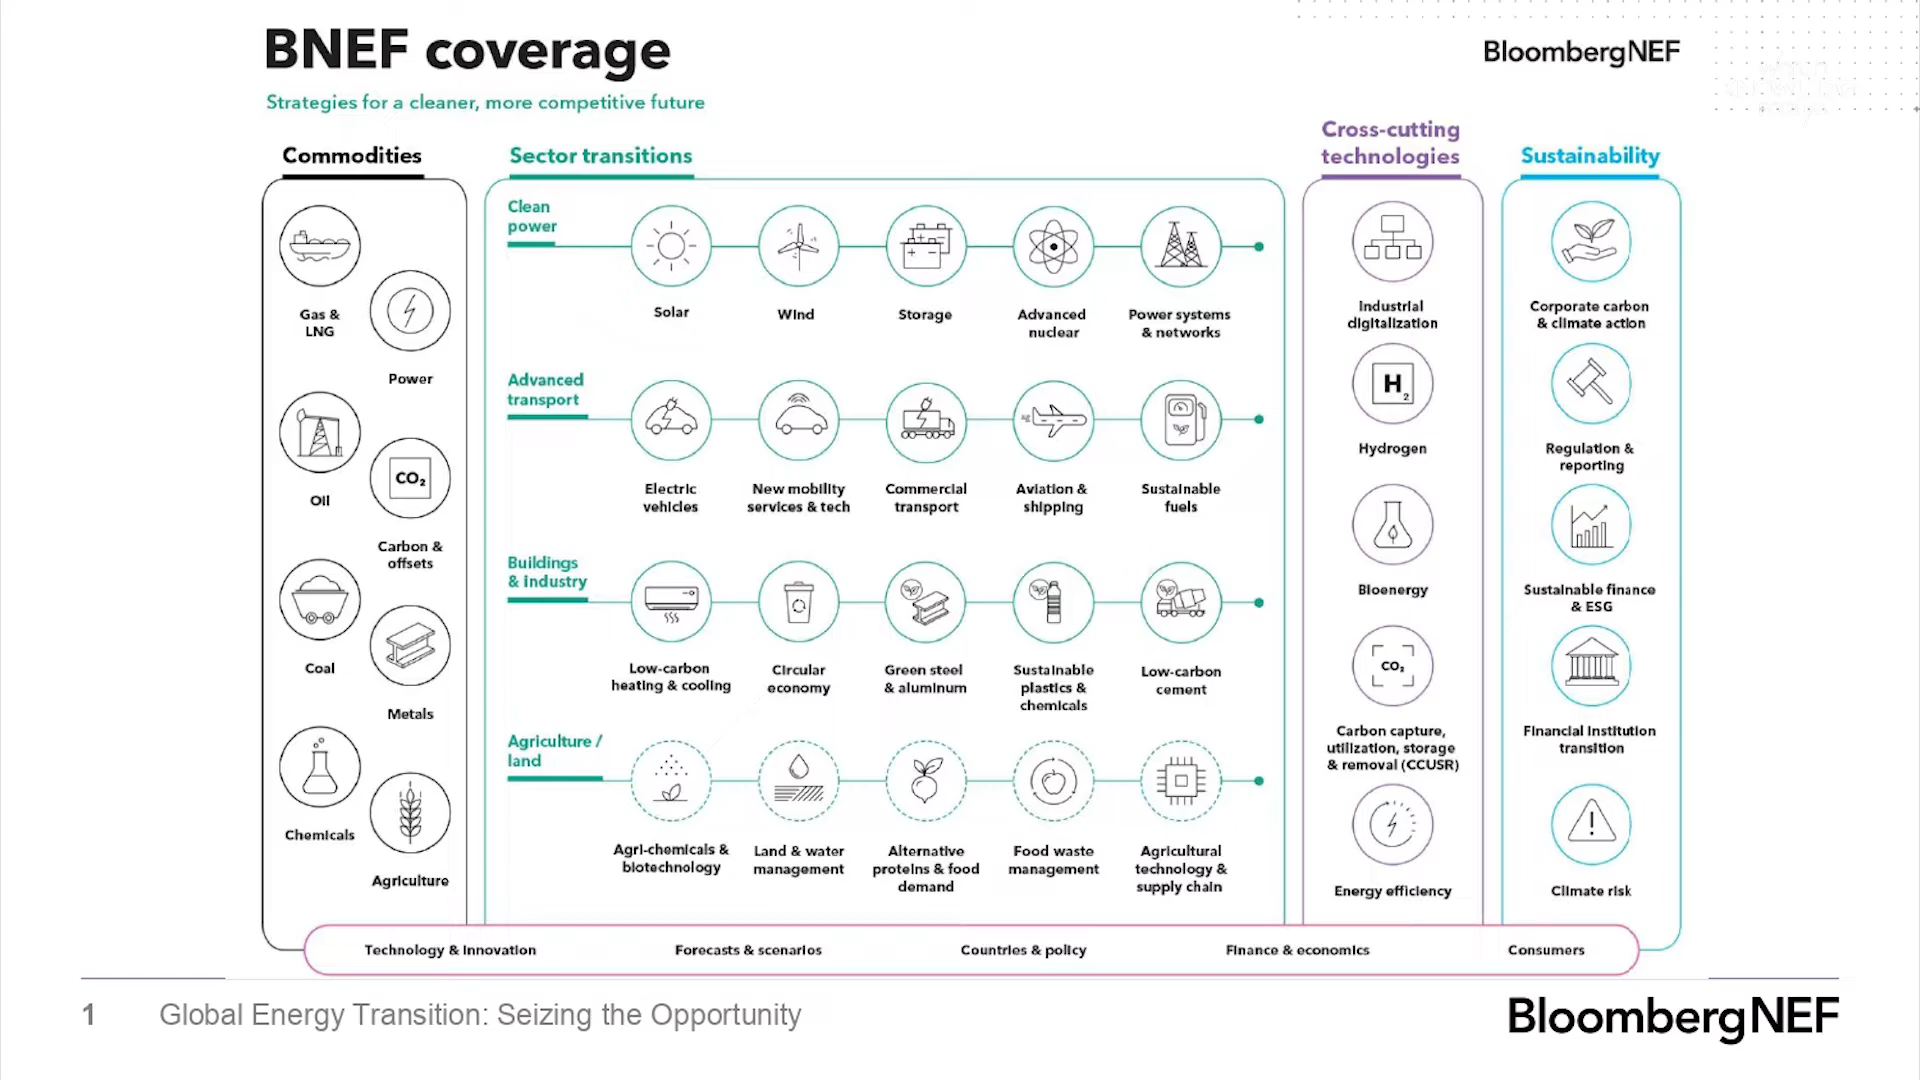 BNEF coverage
BloombergNEF
Strategies for a cleaner, more competitive future
Commodities
Gas &
LNG
Power
Oil
CO₂
Carbon &
offsets
Coal
Metals
Chemicals
Agriculture
Sector transitions
Clean
power
Solar
Wind
Storage
Advanced
nuclear
Power systems
& networks
Advanced
transport
Electric
vehicles
New mobility
services & tech
Commercial
transport
Aviation &
shipping
Sustainable
fuels
Buildings
& industry
Low-carbon
heating & cooling
Circular
economy
Green steel
& aluminum
Sustainable
plastics &
chemicals
Low-carbon
cement
Agriculture /
land
Agri-chemicals &
biotechnology
Land & water
management
Alternative
proteins & food
demand
Food waste
management
Agricultural
technology &
supply chain
Cross-cutting
technologies
Industrial
digitalization
H₂
Hydrogen
Bioenergy
CO₂
Carbon capture,
utilization, storage
& removal (CCUSR)
Energy efficiency
Sustainability
Corporate carbon
& climate action
Regulation &
reporting
Sustainable finance
& ESG
Financial institution
transition
Climate risk
Technology & innovation
Forecasts & scenarios
Countries & policy
Finance & economics
Consumers
1
Global Energy Transition: Seizing the Opportunity
BloombergNEF